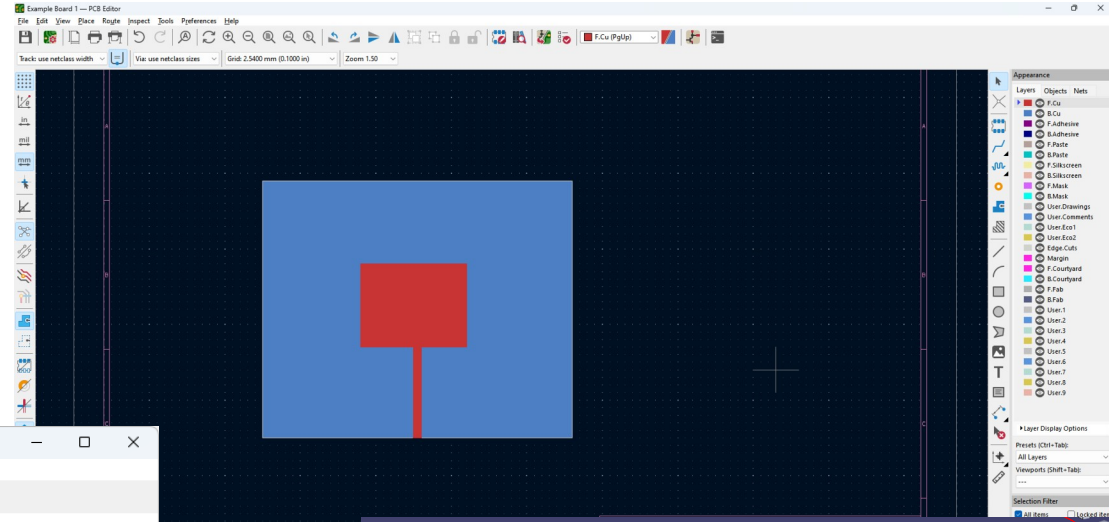 Example Board 1 — PCB Editor
File Edit View Place Route Inspect Tools Preferences Help
F.Cu (PgUp)
Track: use netclass width
Via: use netclass sizes
Grid: 2.5400 mm (0.1000 in)
Zoom 1.50
in
mil
mm
A
A
B
B
C
C
Appearance
Layers Objects Nets
F.Cu
B.Cu
F.Adhesive
B.Adhesive
F.Paste
B.Paste
F.Silkscreen
B.Silkscreen
F.Mask
B.Mask
User.Drawings
User.Comments
User.Eco1
User.Eco2
Edge.Cuts
Margin
F.Courtyard
B.Courtyard
F.Fab
B.Fab
User.1
User.2
User.3
User.4
User.5
User.6
User.7
User.8
User.9
Layer Display Options
Presets (Ctrl+Tab):
All Layers
Viewports (Shift+Tab):
---
Selection Filter
All items
Locked iter